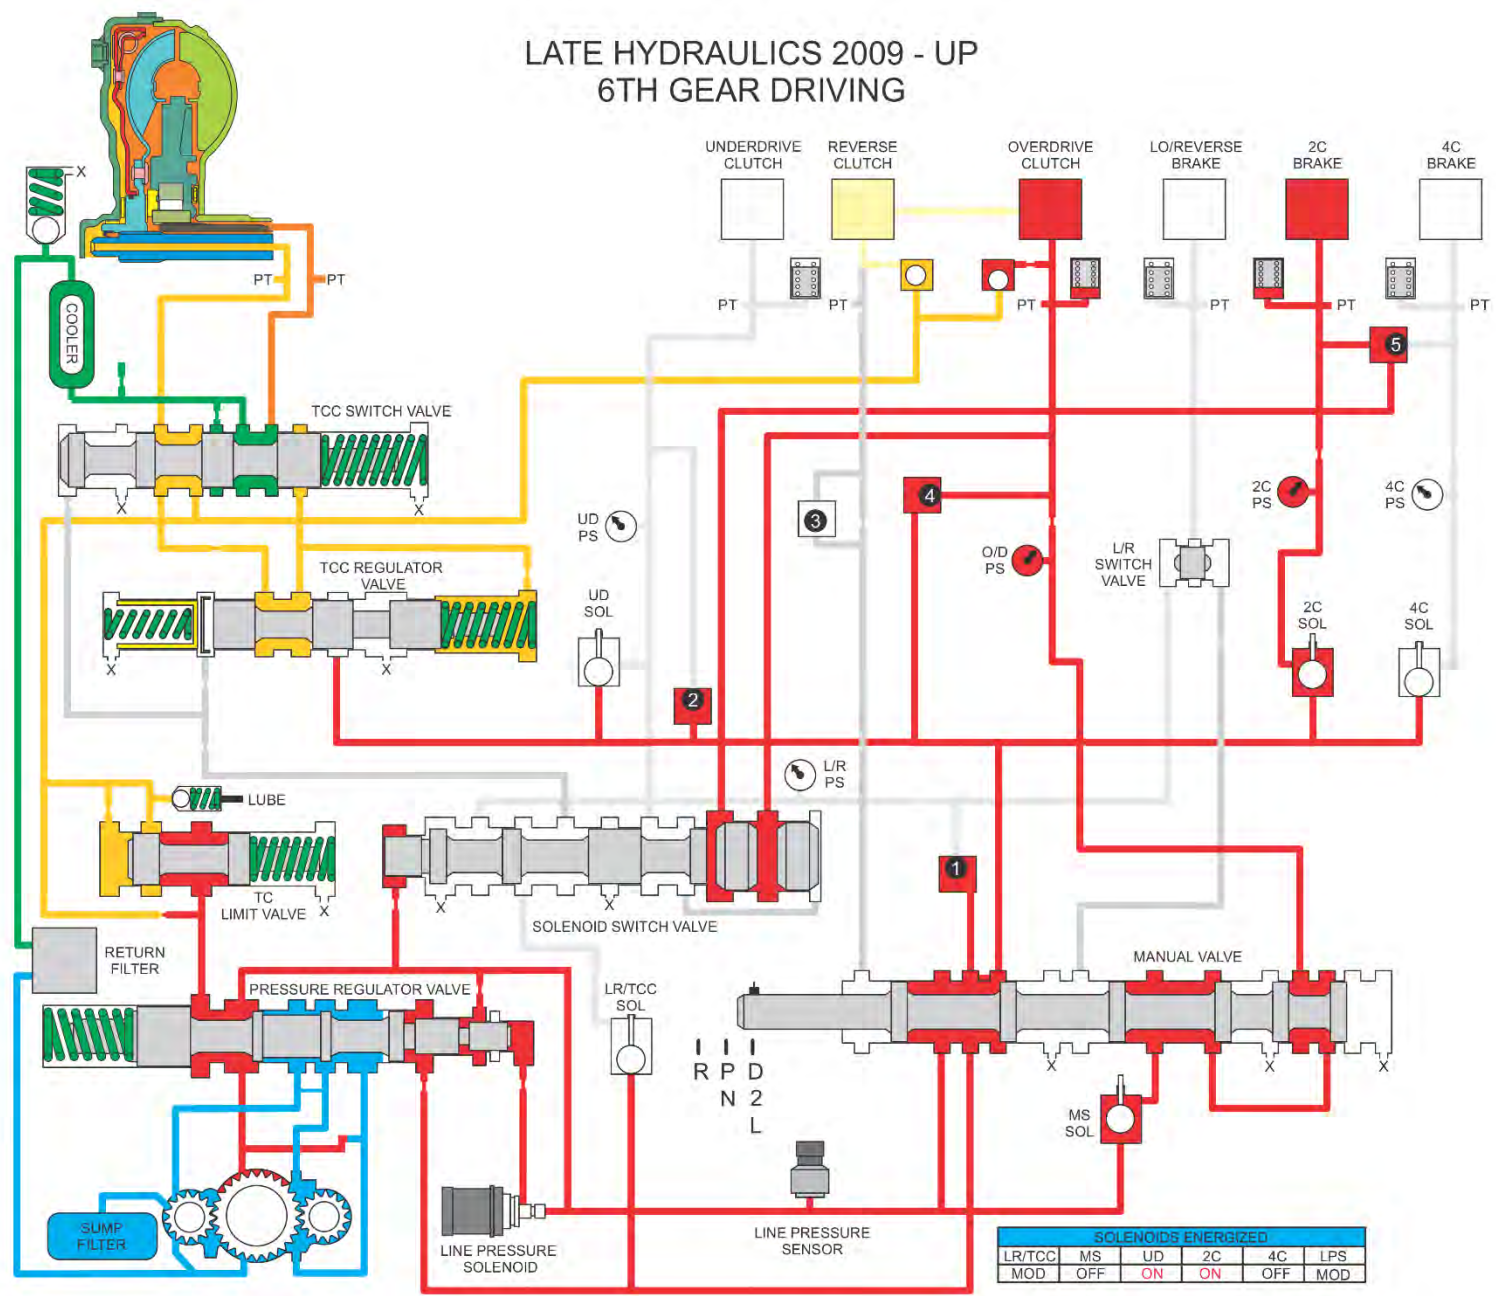 LATE HYDRAULICS 2009 - UP
6TH GEAR DRIVING
UNDERDRIVE
CLUTCH
REVERSE
CLUTCH
OVERDRIVE
CLUTCH
LO/REVERSE
BRAKE
2C
BRAKE
4C
BRAKE
X
PT
PT
PT
PT
PT
PT
PT
PT
COOLER
5
TCC SWITCH VALVE
X
X
4
3
UD
PS
2C
PS
4C
PS
O/D
PS
L/R
SWITCH
VALVE
TCC REGULATOR
VALVE
X
X
UD
SOL
2C
SOL
4C
SOL
2
L/R
PS
LUBE
TC
LIMIT VALVE
X
X
X
SOLENOID SWITCH VALVE
1
RETURN
FILTER
PRESSURE REGULATOR VALVE
LR/TCC
SOL
MANUAL VALVE
X
X
X
R P D
N 2
L
MS
SOL
SUMP
FILTER
LINE PRESSURE
SOLENOID
LINE PRESSURE
SENSOR
SOLENOIDS ENERGIZED
LR/TCC MS UD 2C 4C LPS
MOD OFF ON ON OFF MOD